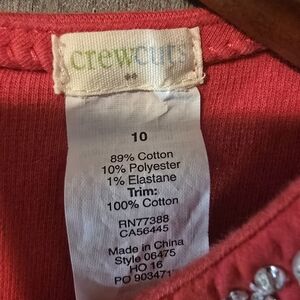 crewcuts
10
89% Cotton
10% Polyester
1% Elastane
Trim:
100% Cotton
RN77388
CA56445
Made in China
Style 06475
HO 16
PO 903471